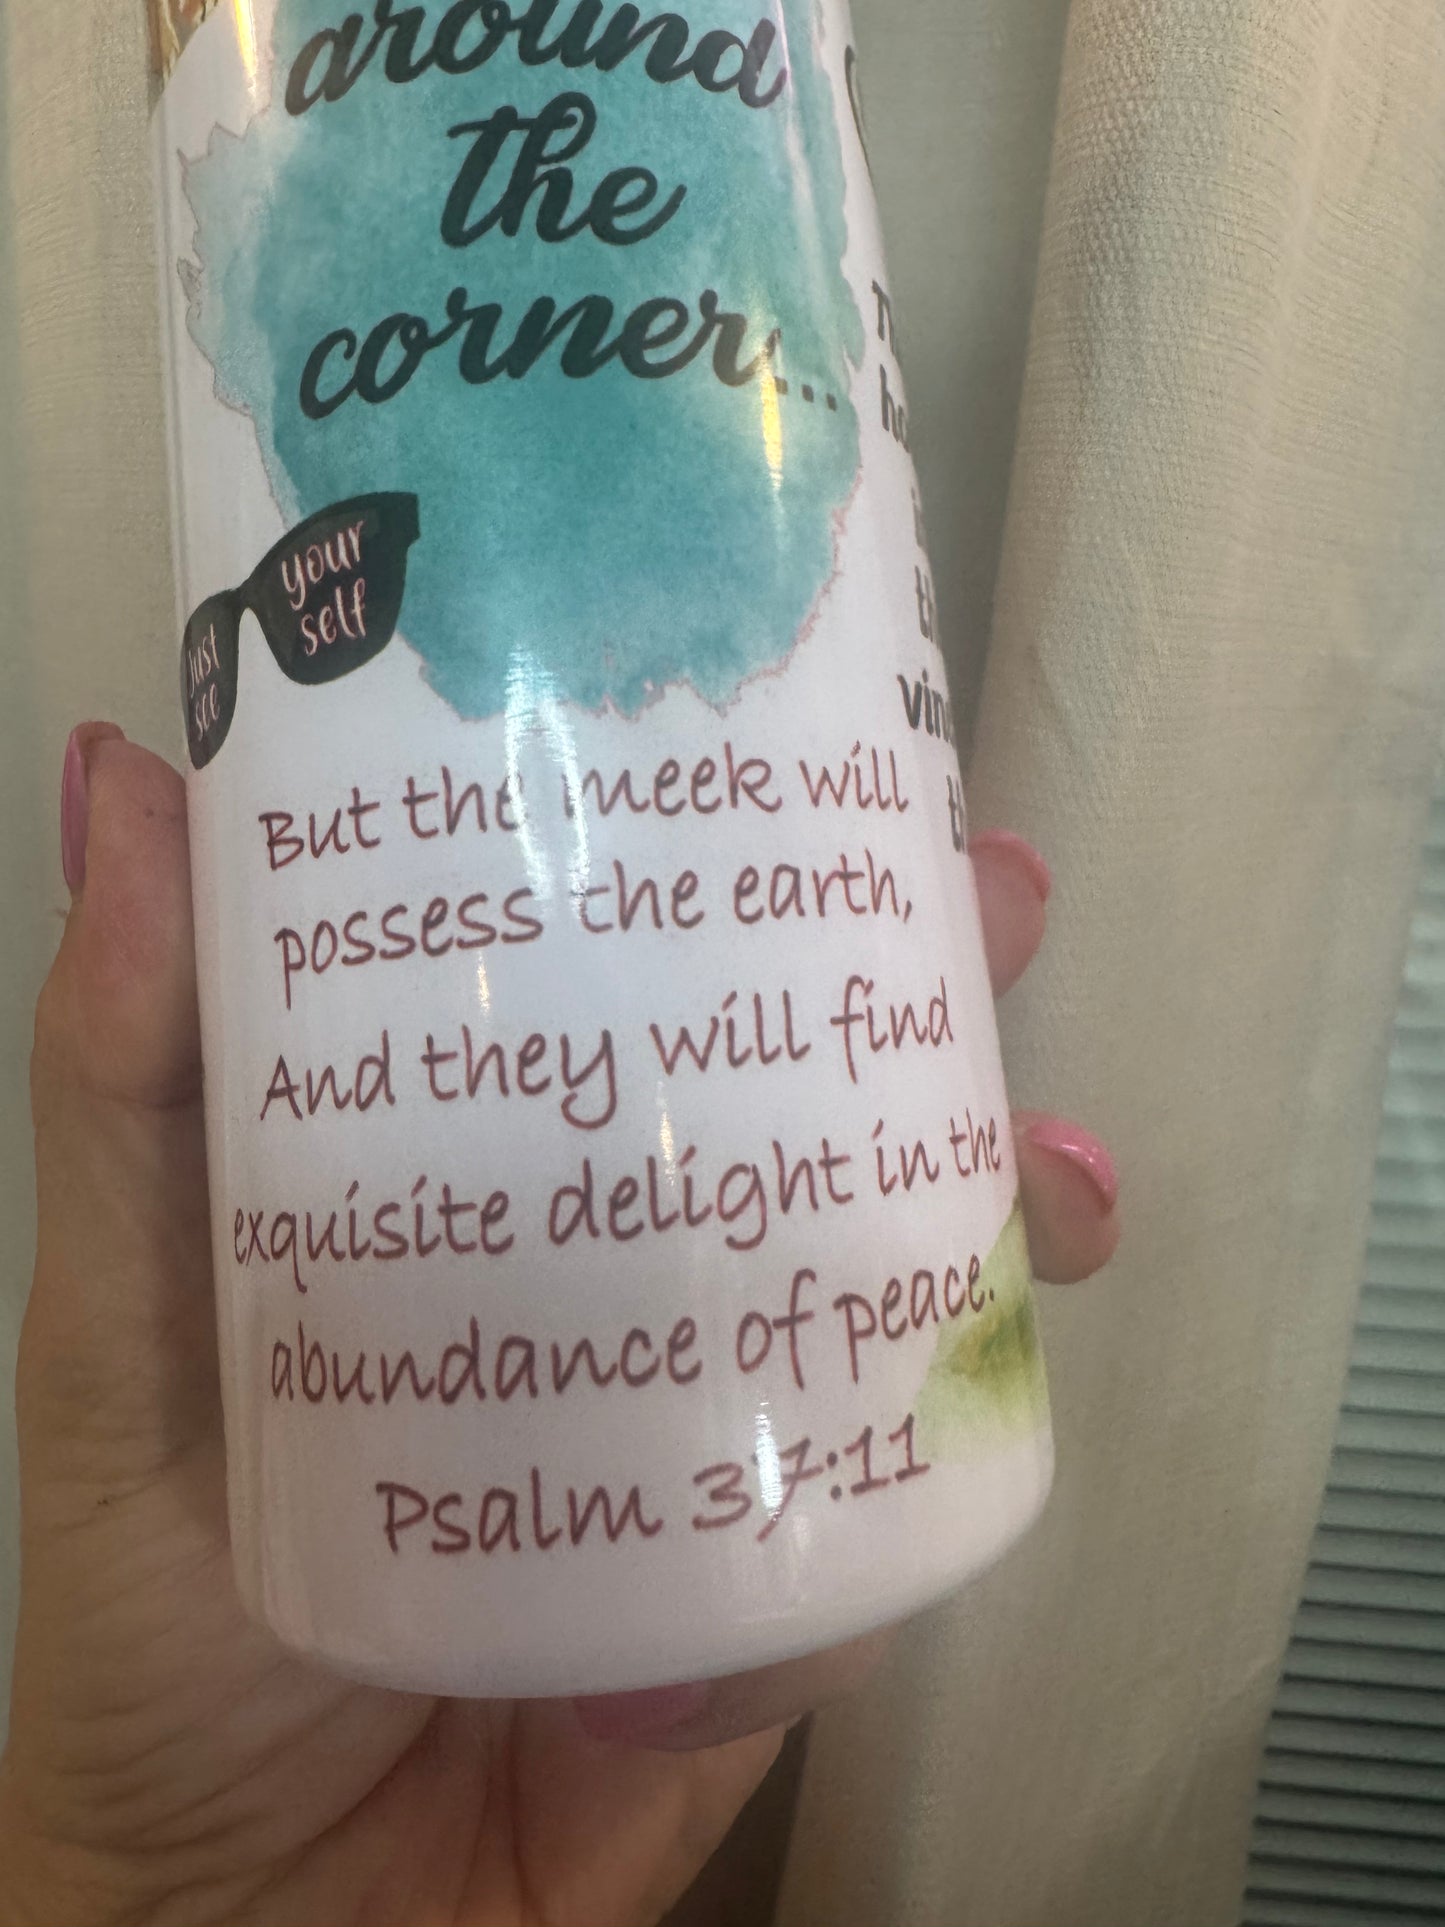 around
the
corner...
your
self
just
see
But the meek will
possess the earth,
And they will find
exquisite delight in the
abundance of peace.
Psalm 37:11